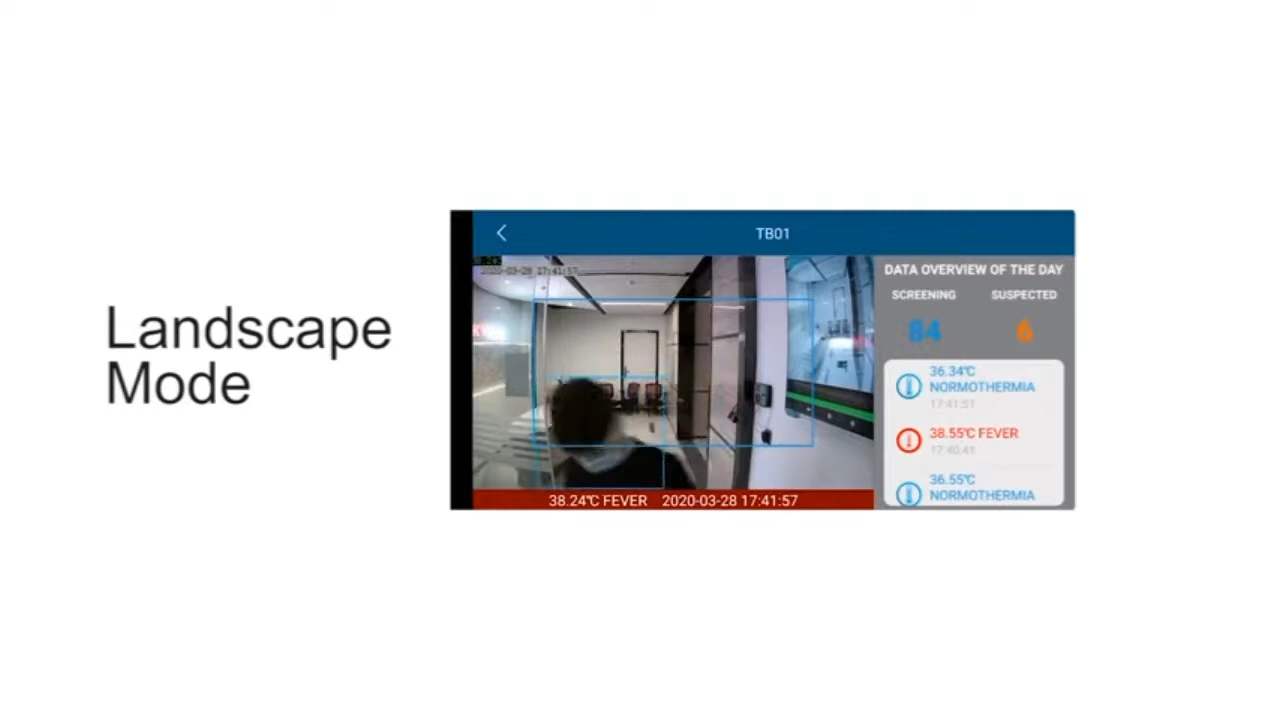 Landscape
Mode
TB01
2020-03-28 17:41:57
DATA OVERVIEW OF THE DAY
SCREENING SUSPECTED
84 6
36.34℃
NORMOTHERMIA
17:41:57
38.55℃ FEVER
17:40:41
36.55℃
NORMOTHERMIA
38.24℃ FEVER 2020-03-28 17:41:57